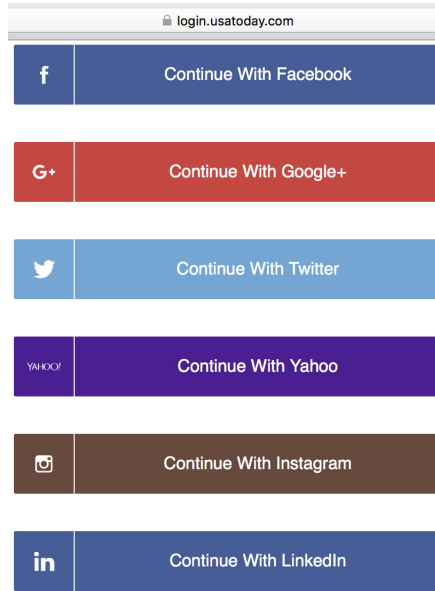 login.usatoday.com
f Continue With Facebook
G+ Continue With Google+
Continue With Twitter
YAHOO! Continue With Yahoo
Continue With Instagram
in Continue With LinkedIn